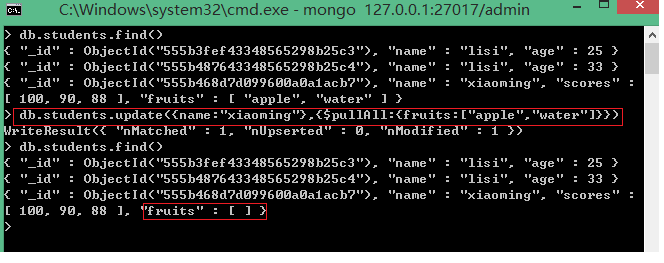 C:\Windows\system32\cmd.exe - mongo  127.0.0.1:27017/admin
> db.students.find()
{ "_id" : ObjectId("555b3fef43348565298b25c3"), "name" : "lisi", "age" : 25 }
{ "_id" : ObjectId("555b487643348565298b25c4"), "name" : "lisi", "age" : 33 }
{ "_id" : ObjectId("555b468d7d099600a0a1acb7"), "name" : "xiaoming", "scores" :
[ 100, 90, 88 ], "fruits" : [ "apple", "water" ] }
> db.students.update({name:"xiaoming"},{$pullAll:{fruits:["apple","water"]}})
WriteResult({ "nMatched" : 1, "nUpserted" : 0, "nModified" : 1 })
> db.students.find()
{ "_id" : ObjectId("555b3fef43348565298b25c3"), "name" : "lisi", "age" : 25 }
{ "_id" : ObjectId("555b487643348565298b25c4"), "name" : "lisi", "age" : 33 }
{ "_id" : ObjectId("555b468d7d099600a0a1acb7"), "name" : "xiaoming", "scores" :
[ 100, 90, 88 ], "fruits" : [ ] }
>